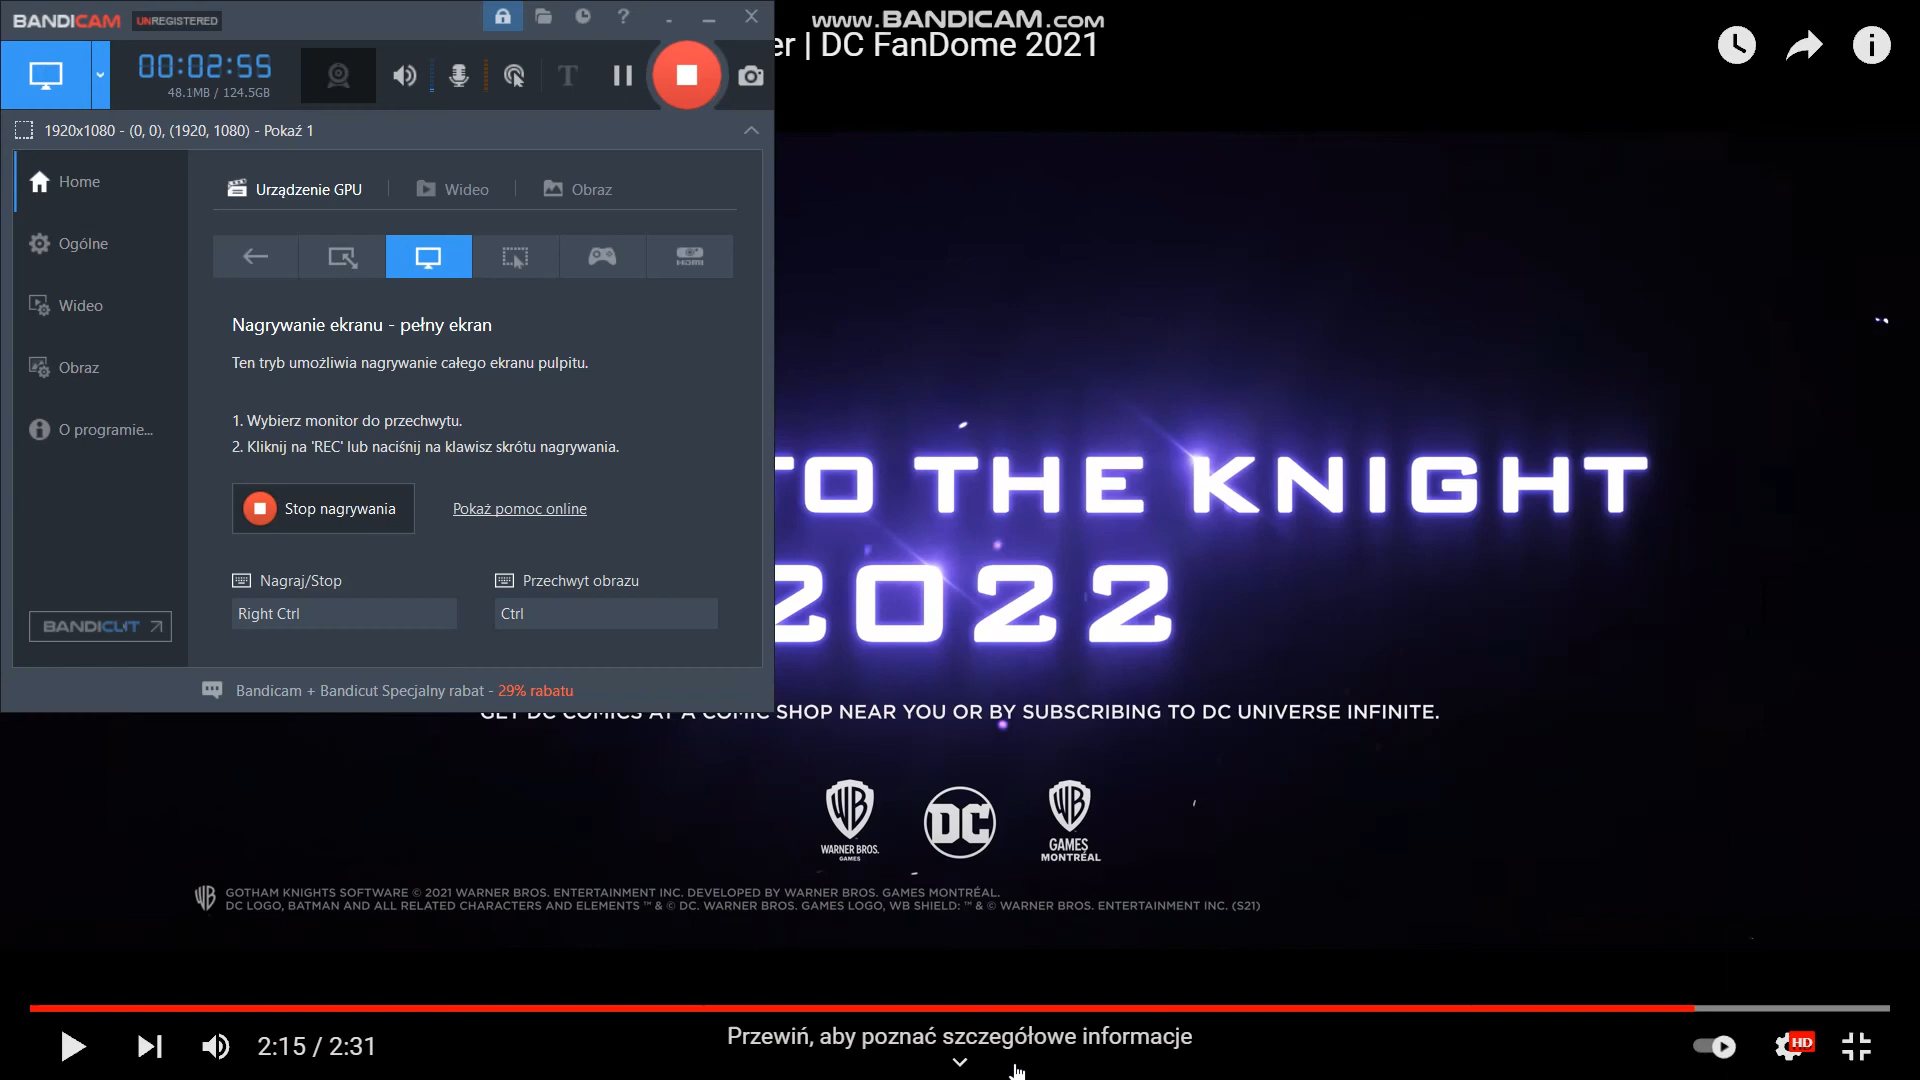 BANDICAM UNREGISTERED
www.BANDICAM.com
er | DC FanDome 2021
00:02:55
48.1MB / 124.5GB
1920x1080 - (0, 0), (1920, 1080) - Pokaż 1
Home
Ogólne
Wideo
Obraz
O programie...
BANDICUT
Urządzenie GPU
Wideo
Obraz
HDMI
Nagrywanie ekranu - pełny ekran
Ten tryb umożliwia nagrywanie całego ekranu pulpitu.
1. Wybierz monitor do przechwytu.
2. Kliknij na 'REC' lub naciśnij na klawisz skrótu nagrywania.
Stop nagrywania
Pokaż pomoc online
Nagraj/Stop
Przechwyt obrazu
Right Ctrl
Ctrl
Bandicam + Bandicut Specjalny rabat - 29% rabatu
TO THE KNIGHT
2022
GET DC COMICS AT A COMIC SHOP NEAR YOU OR BY SUBSCRIBING TO DC UNIVERSE INFINITE.
WARNER BROS.
GAMES
DC
GAMES
MONTRÉAL
GOTHAM KNIGHTS SOFTWARE © 2021 WARNER BROS. ENTERTAINMENT INC. DEVELOPED BY WARNER BROS. GAMES MONTRÉAL.
DC LOGO, BATMAN AND ALL RELATED CHARACTERS AND ELEMENTS ™ & © DC. WARNER BROS. GAMES LOGO, WB SHIELD: ™ & © WARNER BROS. ENTERTAINMENT INC. (S21)
2:15 / 2:31
Przewiń, aby poznać szczegółowe informacje
HD